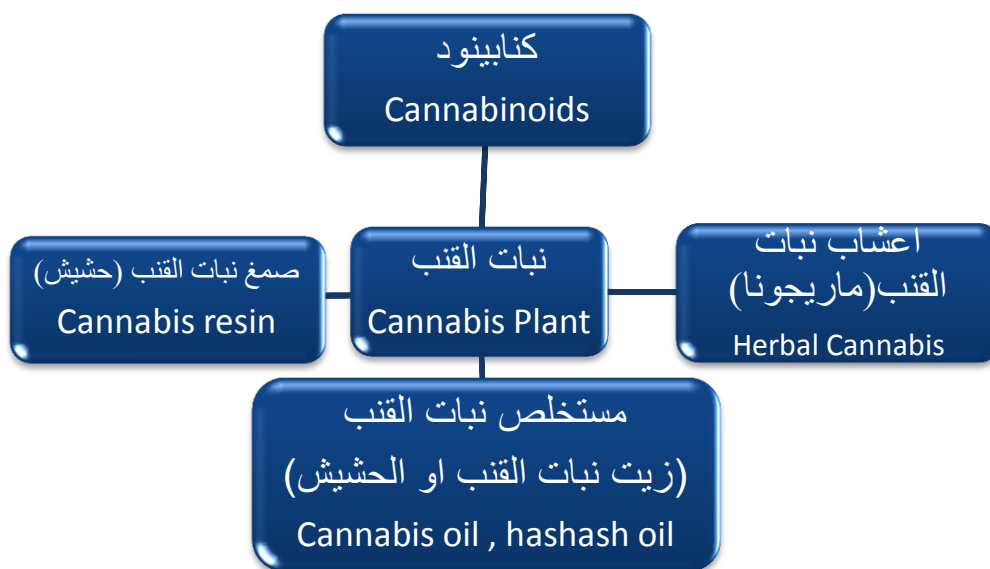 كنابينود
Cannabinoids
صمغ نبات القنب (حشيش)
Cannabis resin
نبات القنب
Cannabis Plant
اعشاب نبات
القنب(ماريجونا)
Herbal Cannabis
مستخلص نبات القنب
(زيت نبات القنب او الحشيش)
Cannabis oil , hashash oil